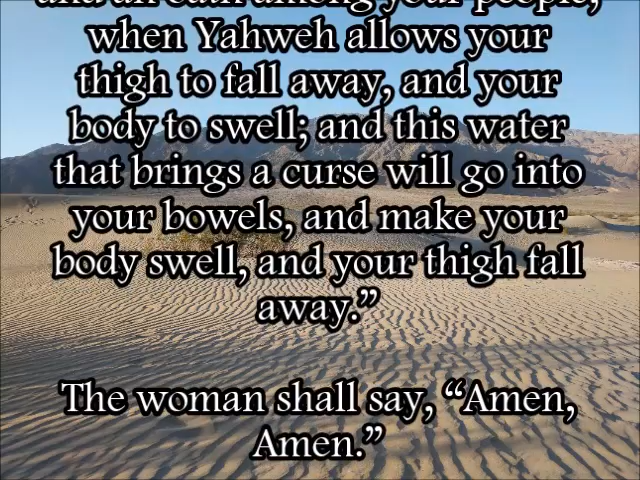 and an oath among your people,
when Yahweh allows your
thigh to fall away, and your
body to swell; and this water
that brings a curse will go into
your bowels, and make your
body swell, and your thigh fall
away.”
The woman shall say, “Amen,
Amen.”